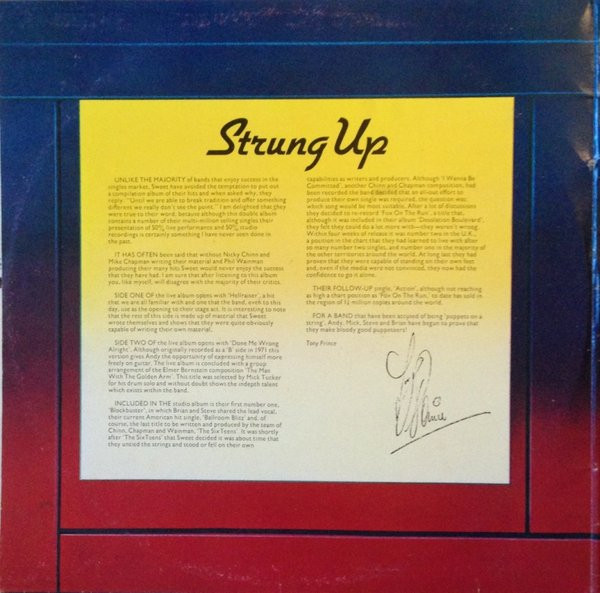 Strung Up
UNLIKE THE MAJORITY of bands that enjoy success in the
singles market, Sweet have avoided the temptation to put out
a compilation album of their hits and when asked why, they
reply: "Until we are able to break tradition and offer something
different we really don't see the point." I am delighted that they
were true to their word; because although this double album
contains a number of their multi-million selling singles their
presentation of 50% live performance and 50% studio
recordings is certainly something I have never seen done in
the past.
IT HAS OFTEN been said that without Nicky Chinn and
Mike Chapman writing their material and Phil Wainman
producing their many hits Sweet would never enjoy the success
that they have had. I am sure that after listening to this album
you, like myself, will disagree with the majority of their critics.
SIDE ONE OF the live album opens with 'Hellraiser', a hit
that we are all familiar with and one that the band, even to this
day, use as the opening to their stage act. It is interesting to note
that the rest of this side is made up of material that Sweet
wrote themselves and shows that they were quite obviously
capable of writing their own material.
SIDE TWO OF the live album opens with 'Done Me Wrong
Alright'. Although originally recorded as a 'B' side in 1971 this
version gives Andy the opportunity of expressing himself more
freely on guitar. The live album is concluded with a group
arrangement of the Elmer Bernstein composition 'The Man
With The Golden Arm'. This title was selected by Mick Tucker
for his drum solo and without doubt shows the indepth talent
which exists within the band.
INCLUDED IN THE studio album is their first number one,
'Blockbuster', in which Brian and Steve shared the lead vocal,
their current American hit single, 'Ballroom Blitz' and, of
course, the last title to be written and produced by the team of
Chinn, Chapman and Wainman, 'The Six Teens'. It was shortly
after 'The Six Teens' that Sweet decided it was about time that
they untied the strings and stood or fell on their own
capabilities as writers and producers. Although 'I Wanna Be
Committed', another Chinn and Chapman composition, had
been recorded the band decided that an all-out effort to
produce their own single was required, the question was
which song would be most suitable. After a lot of discussions
they decided to re-record 'Fox On The Run', a title that,
although it was included in their album 'Desolation Boulevard',
they felt they could do a lot more with—they weren't wrong.
Within four weeks of release it was number two in the U.K.,
a position in the chart that they had learned to live with after
so many number two singles, and number one in the majority of
the other territories around the world. At long last they had
proven that they were capable of standing on their own feet
and, even if the media were not convinced, they now had the
confidence to go it alone.
THEIR FOLLOW-UP single, 'Action', although not reaching
as high a chart position as 'Fox On The Run,' to date has sold in the
region of 1½ million copies around the world.
FOR A BAND that have been accused of being 'puppets on a
string', Andy, Mick, Steve and Brian have begun to prove that
they make bloody good puppeteers!
Tony Prince